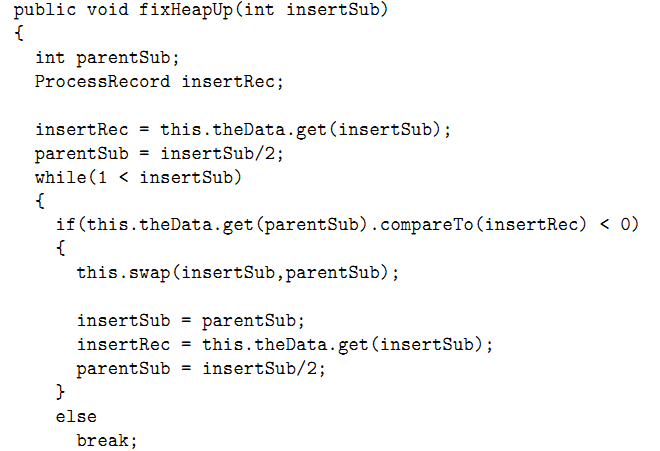 public void fixHeapUp(int insertSub)
{
  int parentSub;
  ProcessRecord insertRec;

  insertRec = this.theData.get(insertSub);
  parentSub = insertSub/2;
  while(1 < insertSub)
  {
    if(this.theData.get(parentSub).compareTo(insertRec) < 0)
    {
      this.swap(insertSub,parentSub);

      insertSub = parentSub;
      insertRec = this.theData.get(insertSub);
      parentSub = insertSub/2;
    }
    else
      break;